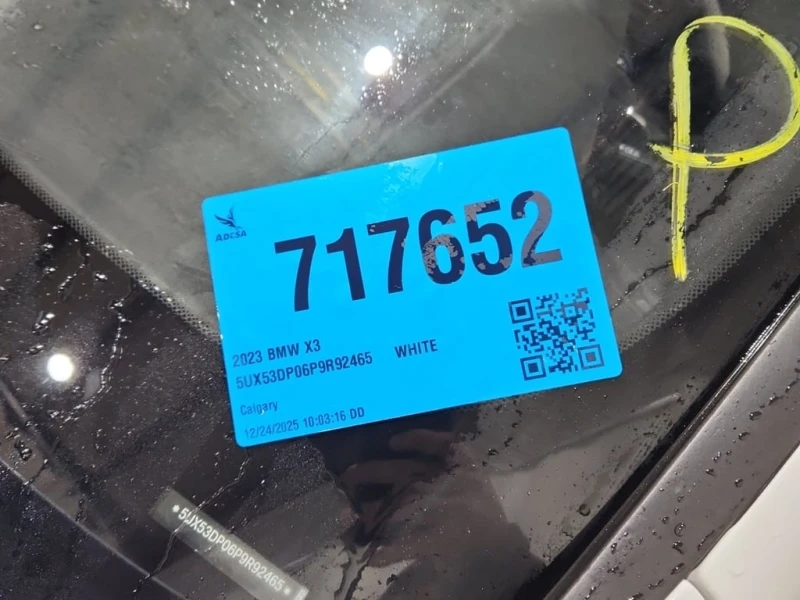 P
ADESA
717652
2023 BMW X3
5UX53DP06P9R92465 WHITE
Calgary
12/24/2025 10:03:16 DD
*5UX53DP06P9R92465*